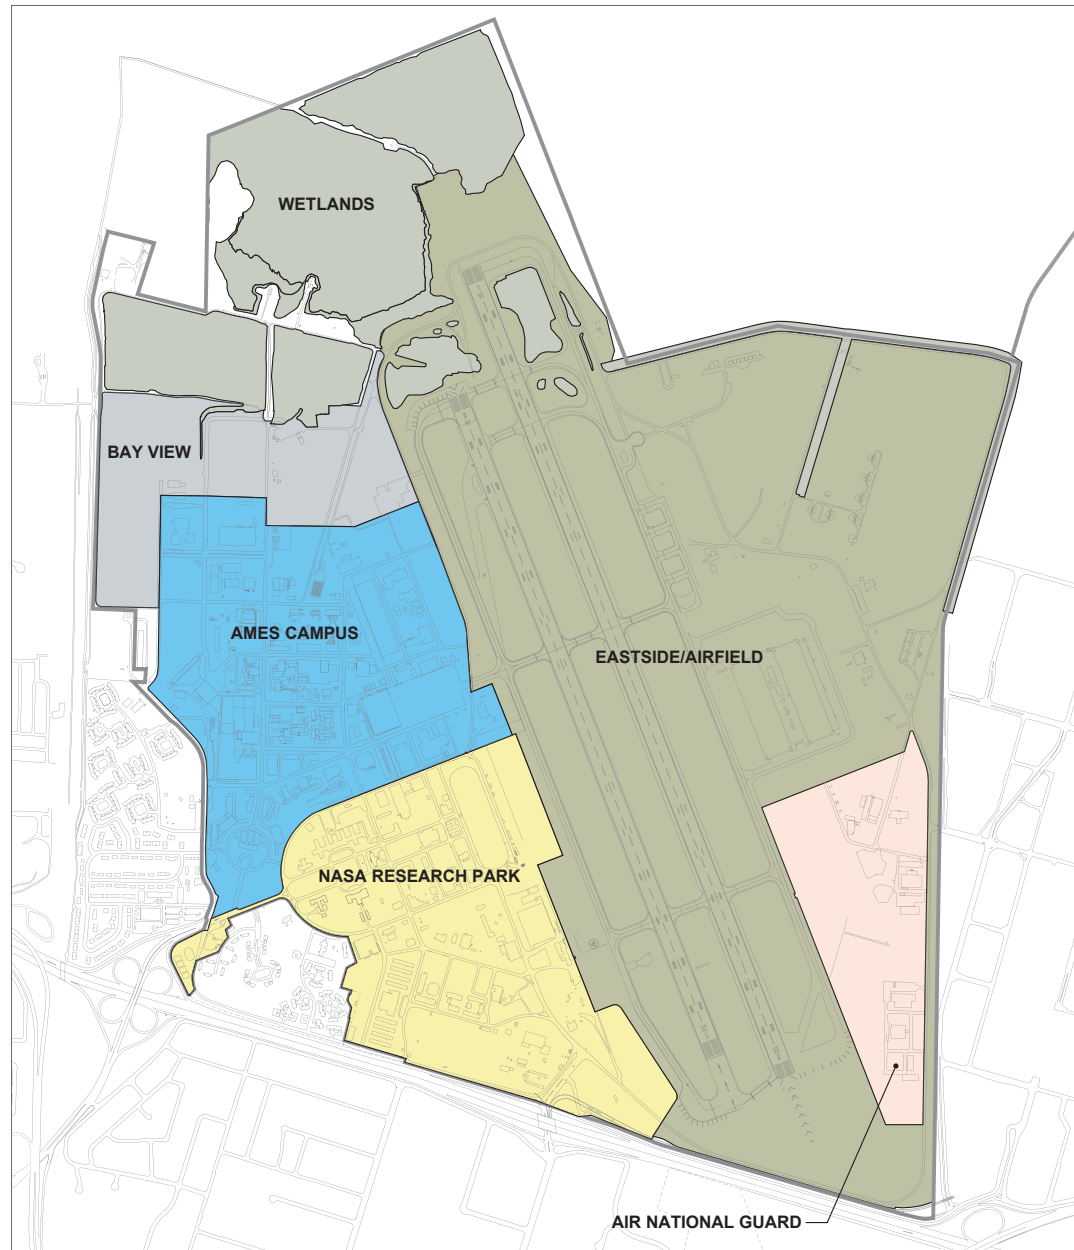 WETLANDS
BAY VIEW
AMES CAMPUS
EASTSIDE/AIRFIELD
NASA RESEARCH PARK
AIR NATIONAL GUARD